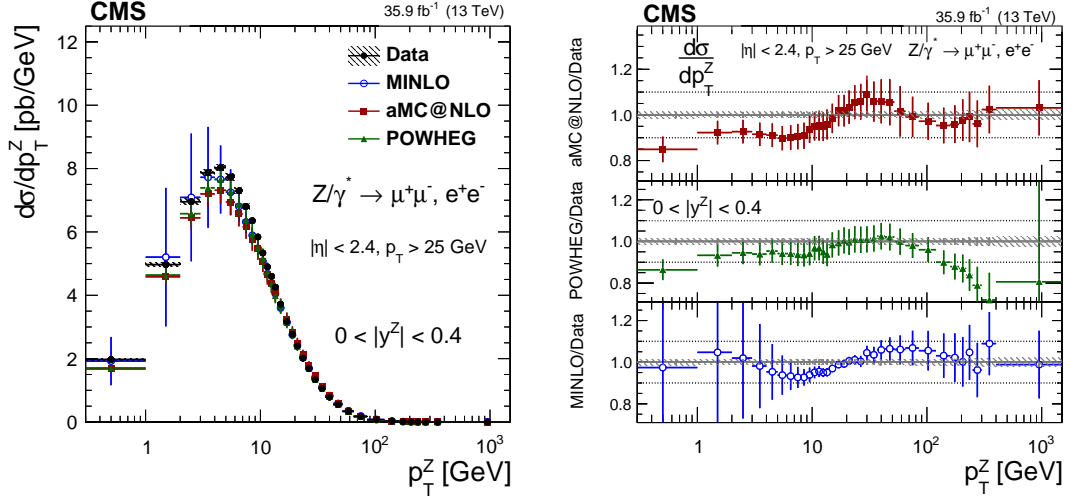 CMS 35.9 fb⁻¹ (13 TeV)
dσ/dp_T^Z [pb/GeV]
12
10
8
6
4
2
0
Data
MINLO
aMC@NLO
POWHEG
Z/γ* → μ⁺μ⁻, e⁺e⁻
|η| < 2.4, p_T > 25 GeV
0 < |y^Z| < 0.4
1 10 10² 10³
p_T^Z [GeV]
CMS 35.9 fb⁻¹ (13 TeV)
dσ/dp_T^Z |η| < 2.4, p_T > 25 GeV Z/γ* → μ⁺μ⁻, e⁺e⁻
aMC@NLO/Data
1.2
1.0
0.8
0 < |y^Z| < 0.4
POWHEG/Data
1.2
1.0
0.8
MINLO/Data
1.2
1.0
0.8
1 10 10² 10³
p_T^Z [GeV]